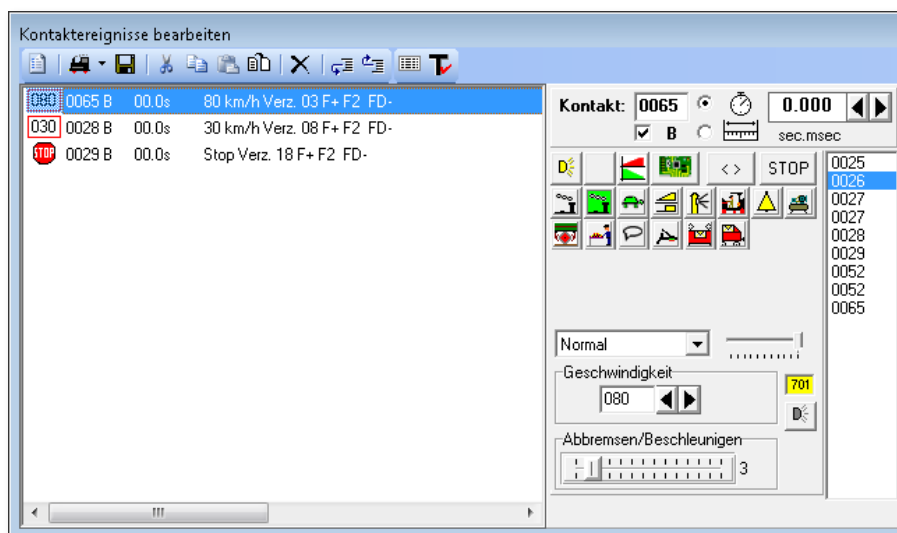 Kontaktereignisse bearbeiten
080 0065 B 00.0s 80 km/h Verz. 03 F+ F2 FD-
030 0028 B 00.0s 30 km/h Verz. 08 F+ F2 FD-
STOP 0029 B 00.0s Stop Verz. 18 F+ F2 FD-
Kontakt: 0065 0.000
B sec.msec
D < > STOP
0025
0026
0027
0027
0028
0029
0052
0052
0065
Normal
Geschwindigkeit
080
701
D
Abbremsen/Beschleunigen
3